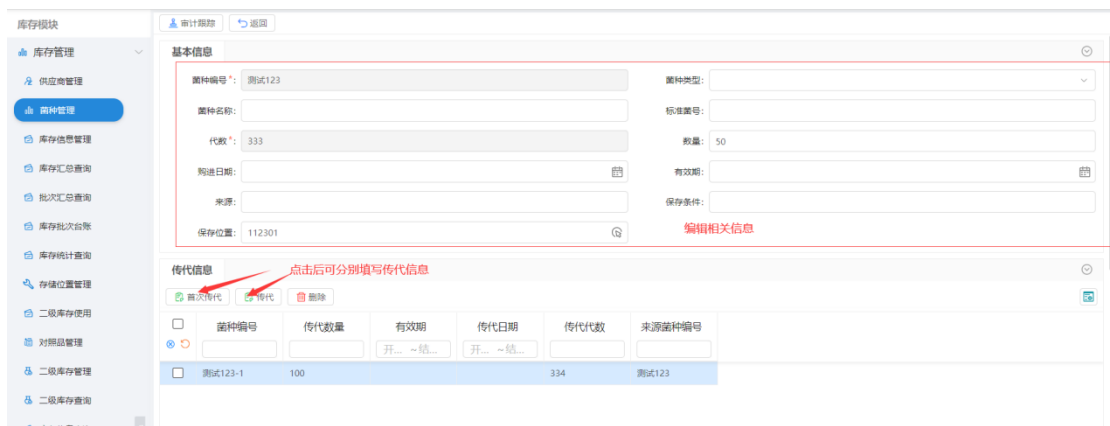 库存模块
审计跟踪 返回
库存管理
基本信息
供应商管理
菌种编号*: 测试123 菌种类型:
菌种管理
菌种名称: 标准菌号:
库存信息管理
代数*: 333 数量: 50
库存汇总查询
购进日期: 有效期:
批次汇总查询
来源: 保存条件:
库存批次台账
保存位置: 112301 编辑相关信息
库存统计查询
传代信息 点击后可分别填写传代信息
存储位置管理
首次传代 传代 删除
二级库存使用
菌种编号 传代数量 有效期 传代日期 传代代数 来源菌种编号
对照品管理
开... ~结... 开... ~结...
二级库存管理
测试123-1 100 334 测试123
二级库存查询